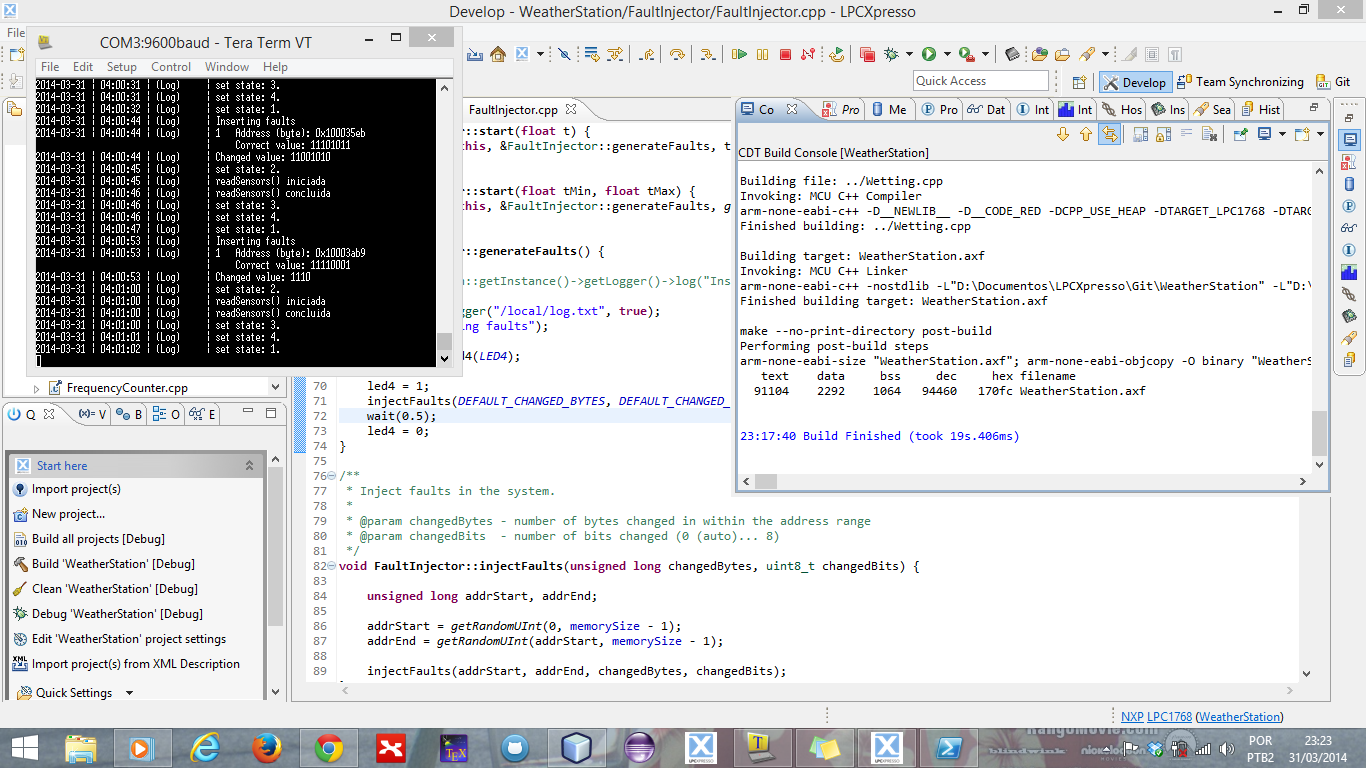 Develop - WeatherStation/FaultInjector/FaultInjector.cpp - LPCXpresso
File
COM3:9600baud - Tera Term VT
File Edit Setup Control Window Help
2014-03-31 | 04:00:31 | (Log) | set state: 3.
2014-03-31 | 04:00:31 | (Log) | set state: 4.
2014-03-31 | 04:00:32 | (Log) | set state: 1.
2014-03-31 | 04:00:44 | (Log) | Inserting faults
2014-03-31 | 04:00:44 | (Log) | 1 Address (byte): 0x100035eb
Correct value: 11101011
2014-03-31 | 04:00:44 | (Log) | Changed value: 11001010
2014-03-31 | 04:00:45 | (Log) | set state: 2.
2014-03-31 | 04:00:45 | (Log) | readSensors() iniciada
2014-03-31 | 04:00:46 | (Log) | readSensors() concluida
2014-03-31 | 04:00:46 | (Log) | set state: 3.
2014-03-31 | 04:00:46 | (Log) | set state: 4.
2014-03-31 | 04:00:47 | (Log) | set state: 1.
2014-03-31 | 04:00:53 | (Log) | Inserting faults
2014-03-31 | 04:00:53 | (Log) | 1 Address (byte): 0x10003ab9
Correct value: 11110001
2014-03-31 | 04:00:53 | (Log) | Changed value: 1110
2014-03-31 | 04:01:00 | (Log) | set state: 2.
2014-03-31 | 04:01:00 | (Log) | readSensors() iniciada
2014-03-31 | 04:01:00 | (Log) | readSensors() concluida
2014-03-31 | 04:01:00 | (Log) | set state: 3.
2014-03-31 | 04:01:01 | (Log) | set state: 4.
2014-03-31 | 04:01:02 | (Log) | set state: 1.
Quick Access
Develop Team Synchronizing Git
FaultInjector.cpp
r::start(float t) {
this, &FaultInjector::generateFaults, t
r::start(float tMin, float tMax) {
this, &FaultInjector::generateFaults, g
r::generateFaults() {
n::getInstance()->getLogger()->log("Ins
gger("/local/log.txt", true);
ing faults");
d4(LED4);
70 led4 = 1;
71 injectFaults(DEFAULT_CHANGED_BYTES, DEFAULT_CHANGED_
72 wait(0.5);
73 led4 = 0;
74 }
75
76 /**
77 * Inject faults in the system.
78 *
79 * @param changedBytes - number of bytes changed in within the address range
80 * @param changedBits - number of bits changed (0 (auto)... 8)
81 */
82 void FaultInjector::injectFaults(unsigned long changedBytes, uint8_t changedBits) {
83
84 unsigned long addrStart, addrEnd;
85
86 addrStart = getRandomUInt(0, memorySize - 1);
87 addrEnd = getRandomUInt(addrStart, memorySize - 1);
88
89 injectFaults(addrStart, addrEnd, changedBytes, changedBits);
Co Pro Me Pro Dat Int Int Hos Ins Sea Hist
CDT Build Console [WeatherStation]
Building file: ../Wetting.cpp
Invoking: MCU C++ Compiler
arm-none-eabi-c++ -D__NEWLIB__ -D__CODE_RED -DCPP_USE_HEAP -DTARGET_LPC1768 -DTARG
Finished building: ../Wetting.cpp
Building target: WeatherStation.axf
Invoking: MCU C++ Linker
arm-none-eabi-c++ -nostdlib -L"D:\Documentos\LPCXpresso\Git\WeatherStation" -L"D:\
Finished building target: WeatherStation.axf
make --no-print-directory post-build
Performing post-build steps
arm-none-eabi-size "WeatherStation.axf"; arm-none-eabi-objcopy -O binary "WeatherS
text data bss dec hex filename
91104 2292 1064 94460 170fc WeatherStation.axf
23:17:40 Build Finished (took 19s.406ms)
FrequencyCounter.cpp
Q (x)= V B O E
Start here
Import project(s)
New project...
Build all projects [Debug]
Build 'WeatherStation' [Debug]
Clean 'WeatherStation' [Debug]
Debug 'WeatherStation' [Debug]
Edit 'WeatherStation' project settings
Import project(s) from XML Description
Quick Settings
NXP LPC1768 (WeatherStation)
rangomovie.com
blindwink
nickelodeon
POR
PTB2
23:23
31/03/2014